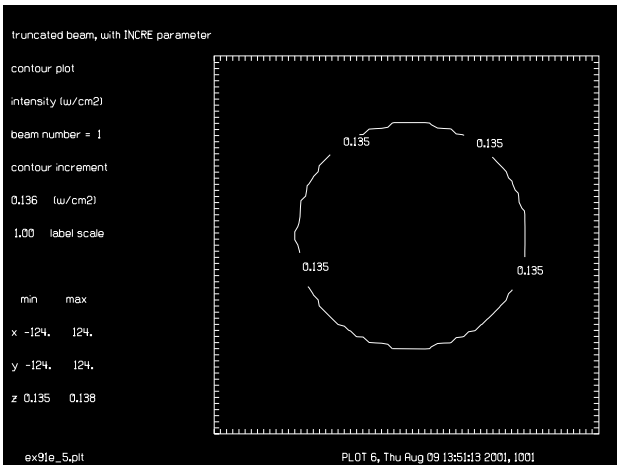 truncated beam, with INCRE parameter
contour plot
intensity (w/cm2)
beam number = 1
contour increment
0.136 (w/cm2)
1.00 label scale
min max
x -124. 124.
y -124. 124.
z 0.135 0.138
0.135 0.135
0.135 0.135
ex91e_5.plt PLOT 6, Thu Aug 09 13:51:13 2001, 1001